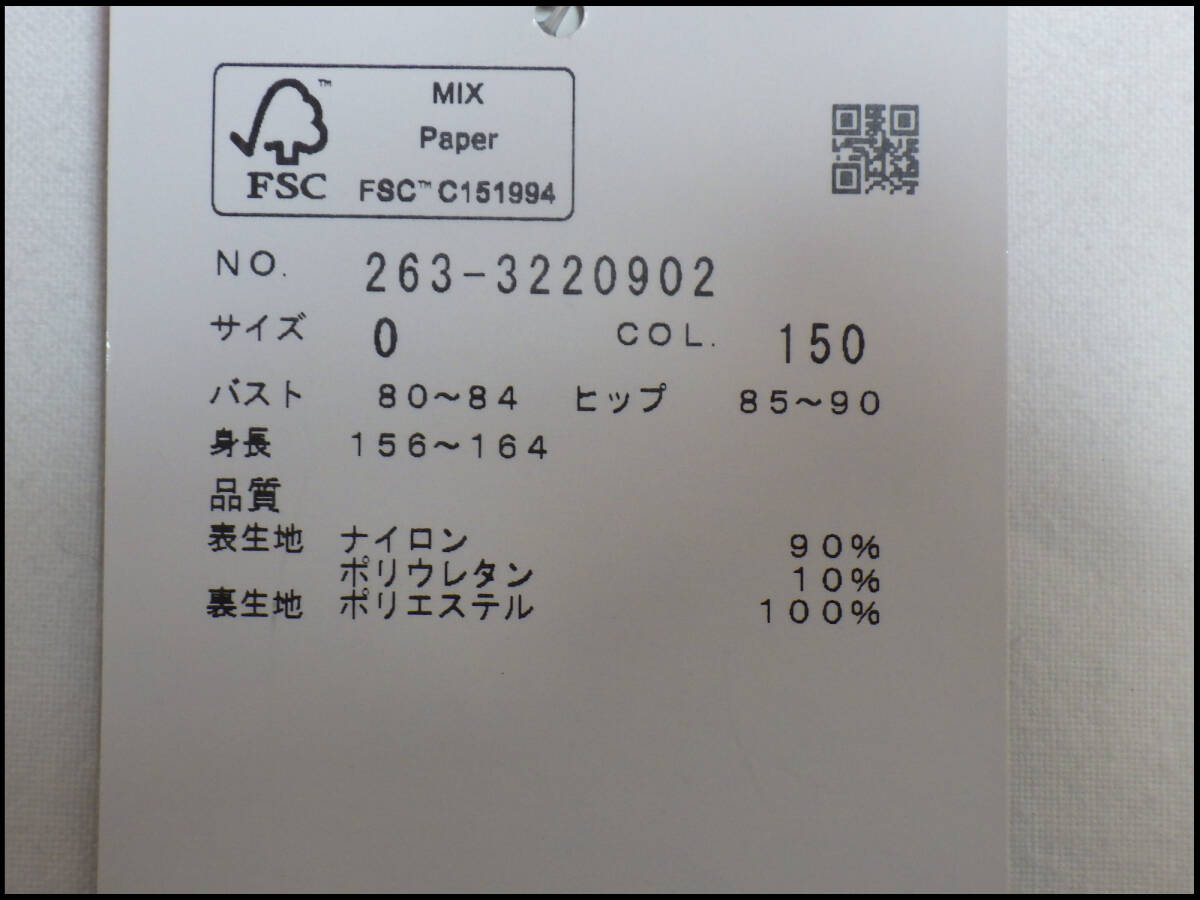 MIX
Paper
FSC™ FSC™ C151994
NO. 263-3220902
サイズ 0 COL. 150
バスト 80～84 ヒップ 85～90
身長 156～164
品質
表生地 ナイロン 90%
ポリウレタン 10%
裏生地 ポリエステル 100%